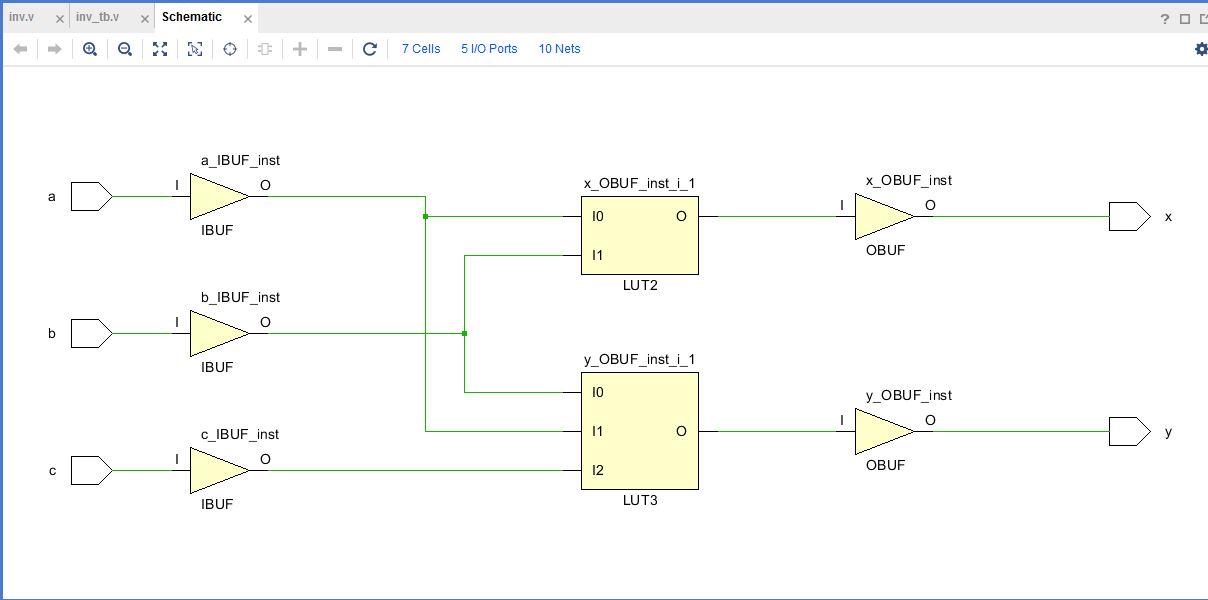 inv.v
inv_tb.v
Schematic
7 Cells
5 I/O Ports
10 Nets
a_IBUF_inst
a
I
O
IBUF
x_OBUF_inst_i_1
I0
O
I1
LUT2
x_OBUF_inst
I
O
OBUF
x
b_IBUF_inst
b
I
O
IBUF
y_OBUF_inst_i_1
I0
I1
O
I2
LUT3
y_OBUF_inst
I
O
OBUF
y
c_IBUF_inst
c
I
O
IBUF